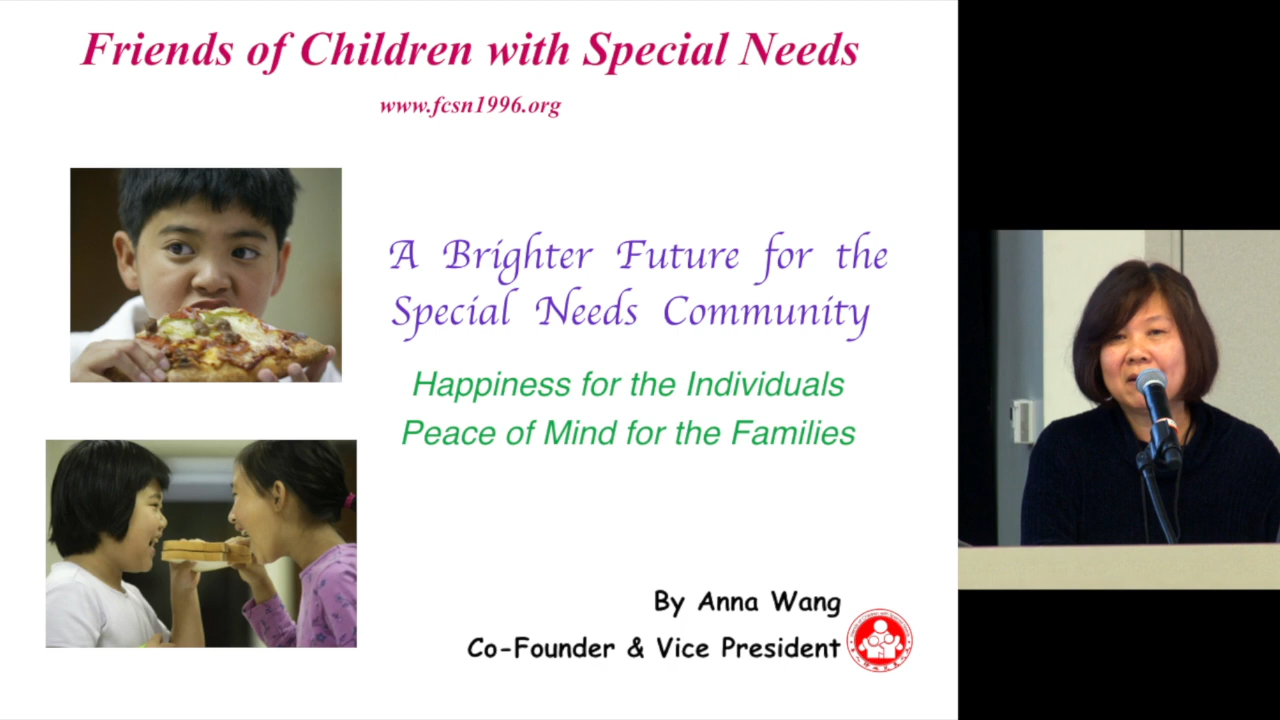 Friends of Children with Special Needs
www.fcsn1996.org
A Brighter Future for the
Special Needs Community
Happiness for the Individuals
Peace of Mind for the Families
By Anna Wang
Co-Founder & Vice President